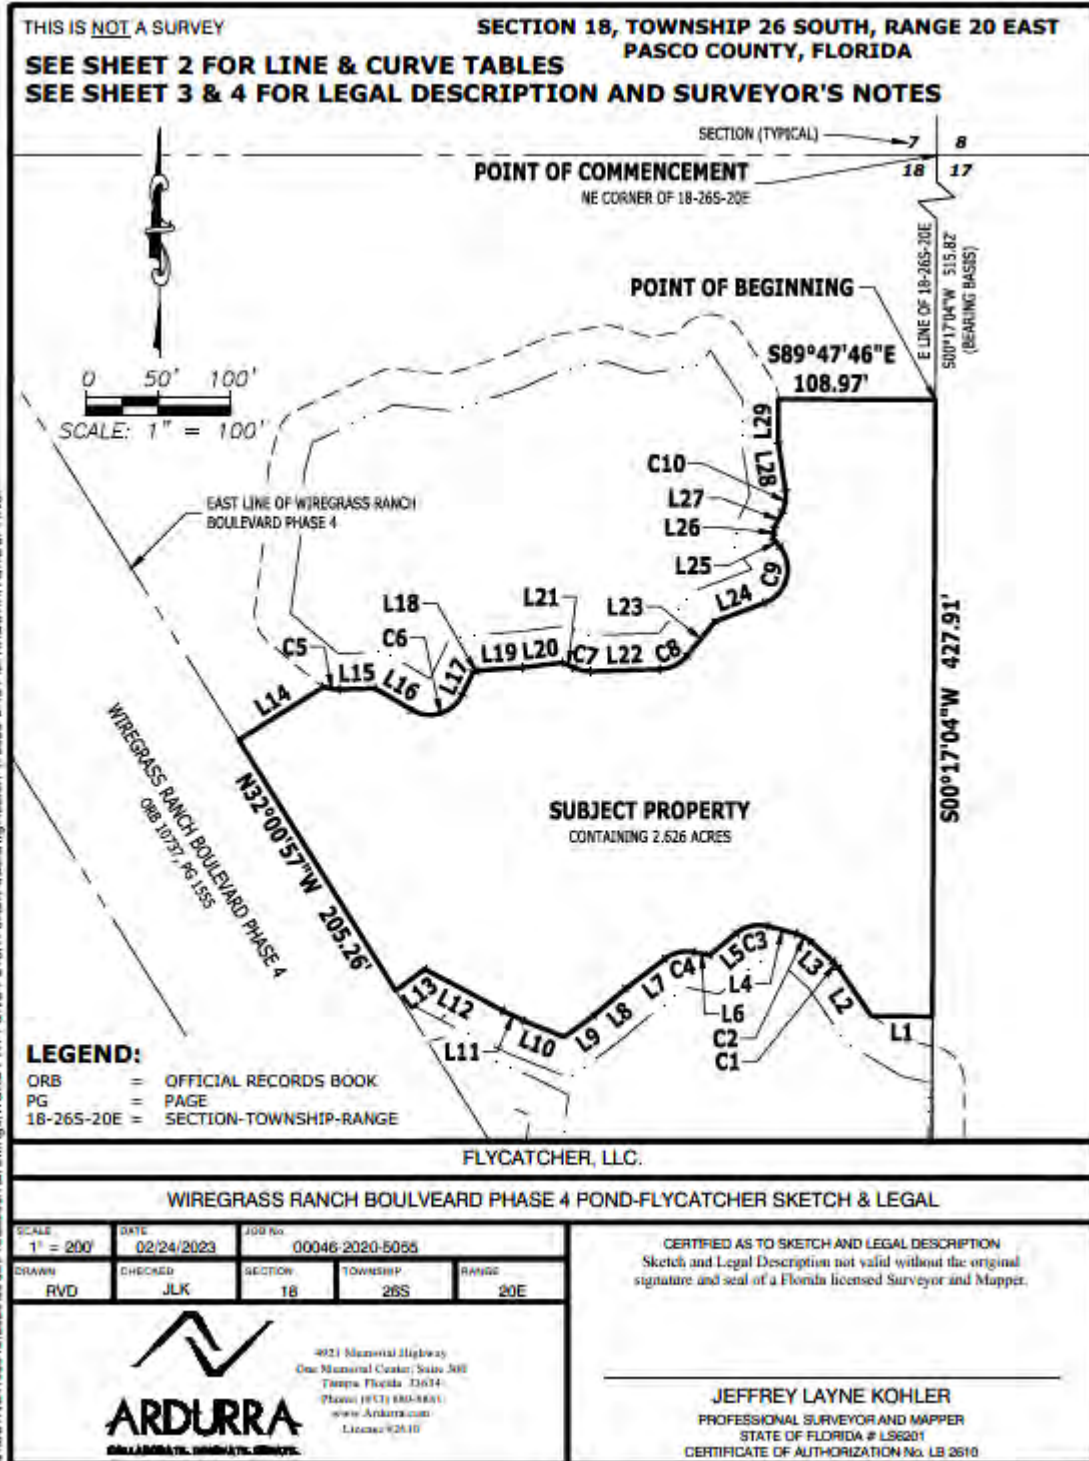 THIS IS NOT A SURVEY
SECTION 18, TOWNSHIP 26 SOUTH, RANGE 20 EAST
PASCO COUNTY, FLORIDA
SEE SHEET 2 FOR LINE & CURVE TABLES
SEE SHEET 3 & 4 FOR LEGAL DESCRIPTION AND SURVEYOR'S NOTES
SECTION (TYPICAL)
7 8
18 17
POINT OF COMMENCEMENT
NE CORNER OF 18-26S-20E
E LINE OF 18-26S-20E
S00°17'04"W 515.82'
(BEARING BASIS)
POINT OF BEGINNING
S89°47'46"E
108.97'
0 50' 100'
SCALE: 1" = 100'
EAST LINE OF WIREGRASS RANCH
BOULEVARD PHASE 4
L29
L28
C10
L27
L26
L25
C9
L24
L23
L21
L18
C6
C5
L15
L16
L17
L19
L20
C7
L22
C8
L14
WIREGRASS RANCH BOULEVARD PHASE 4
ORB 10737, PG 1555
N32°00'57"W 205.26'
S00°17'04"W 427.91'
SUBJECT PROPERTY
CONTAINING 2.626 ACRES
L13
L12
L11
L10
L9
L8
L7
C4
L5
C3
L4
L3
L6
L2
C2
C1
L1
LEGEND:
ORB = OFFICIAL RECORDS BOOK
PG = PAGE
18-26S-20E = SECTION-TOWNSHIP-RANGE
FLYCATCHER, LLC.
WIREGRASS RANCH BOULVEARD PHASE 4 POND-FLYCATCHER SKETCH & LEGAL
SCALE
1" = 200'
DATE
02/24/2023
JOB No.
00046-2020-5055
DRAWN
RVD
CHECKED
JLK
SECTION
18
TOWNSHIP
26S
RANGE
20E
CERTIFIED AS TO SKETCH AND LEGAL DESCRIPTION
Sketch and Legal Description not valid without the original
signature and seal of a Florida licensed Surveyor and Mapper.
4921 Memorial Highway
One Memorial Center, Suite 300
Tampa, Florida 33634
www.Ardurra.com
License #2610
ARDURRA
COLLABORATE. INNOVATE. CREATE.
JEFFREY LAYNE KOHLER
PROFESSIONAL SURVEYOR AND MAPPER
STATE OF FLORIDA # LS6201
CERTIFICATE OF AUTHORIZATION No. LB 2610